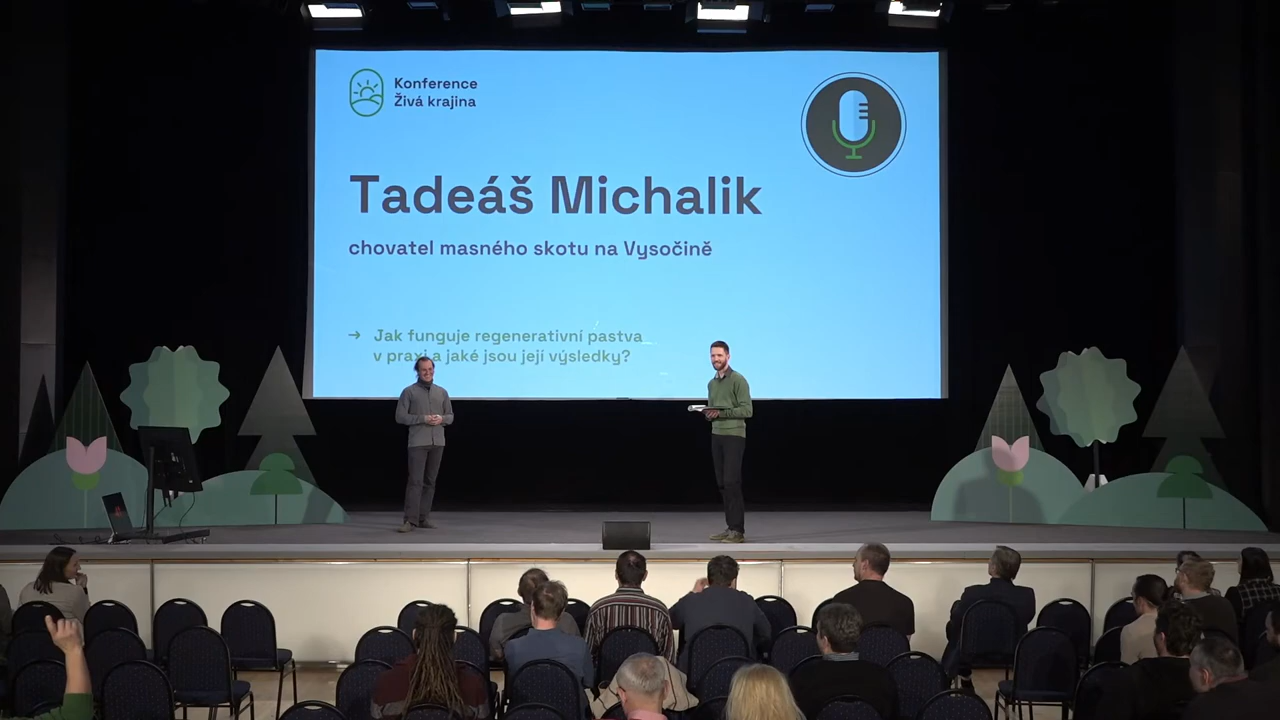 Konference
Živá krajina
Tadeáš Michalik
chovatel masného skotu na Vysočině
→ Jak funguje regenerativní pastva
v praxi a jaké jsou její výsledky?